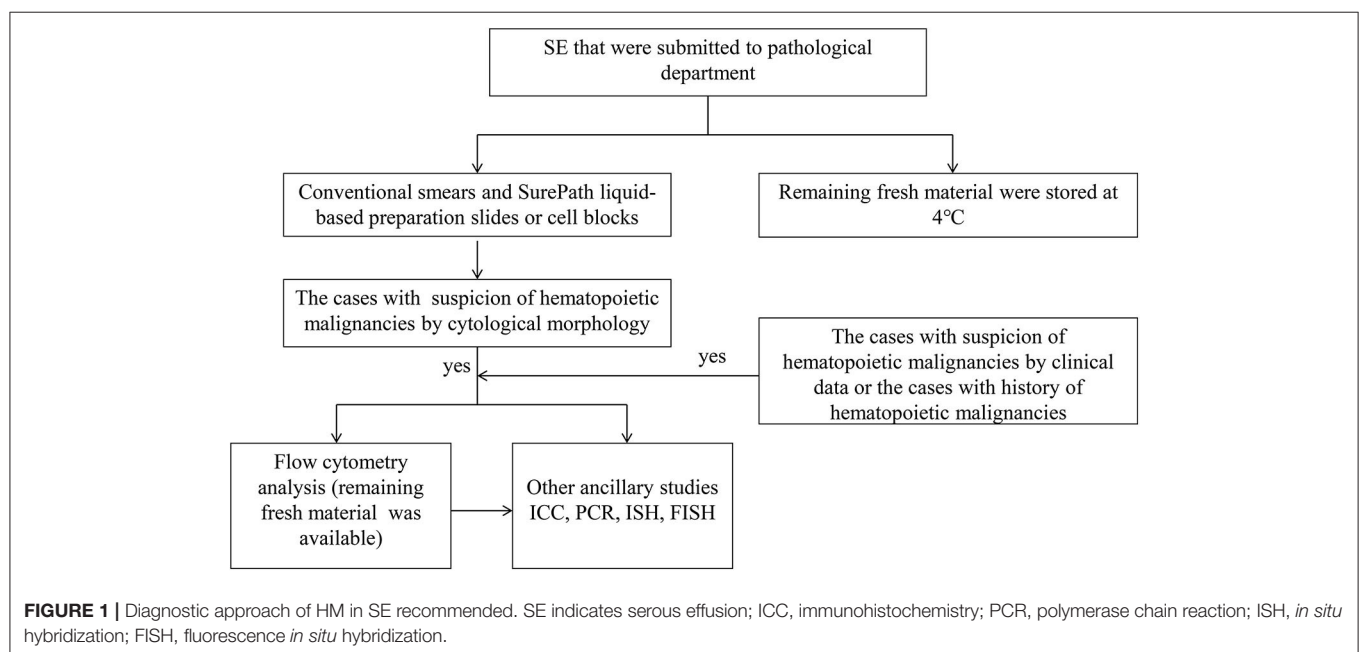 SE that were submitted to pathological
department
Conventional smears and SurePath liquid-
based preparation slides or cell blocks
Remaining fresh material were stored at
4℃
The cases with suspicion of hematopoietic
malignancies by cytological morphology
The cases with suspicion of
hematopoietic malignancies by clinical
data or the cases with history of
hematopoietic malignancies
yes
yes
Flow cytometry
analysis (remaining
fresh material was
available)
Other ancillary studies
ICC, PCR, ISH, FISH
FIGURE 1 | Diagnostic approach of HM in SE recommended. SE indicates serous effusion; ICC, immunohistochemistry; PCR, polymerase chain reaction; ISH, in situ
hybridization; FISH, fluorescence in situ hybridization.